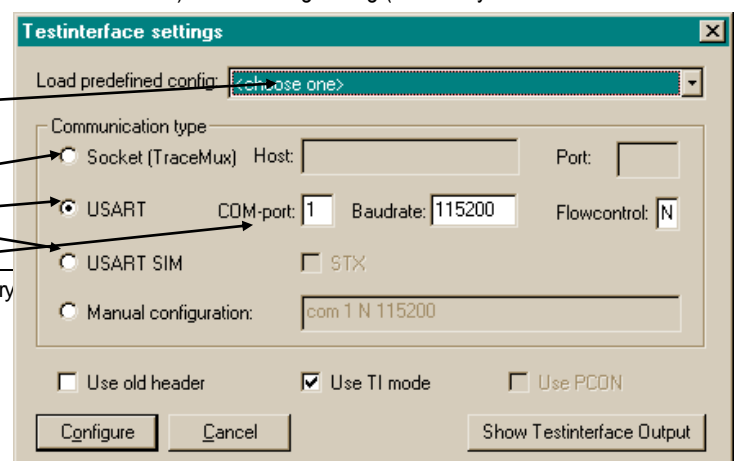 Testinterface settings
Load predefined config: <choose one>
Communication type
Socket (TraceMux) Host: Port:
USART COM-port: 1 Baudrate: 115200 Flowcontrol: N
USART SIM STX
ry
Manual configuration: com 1 N 115200
Use old header Use TI mode Use PCON
Configure Cancel Show Testinterface Output